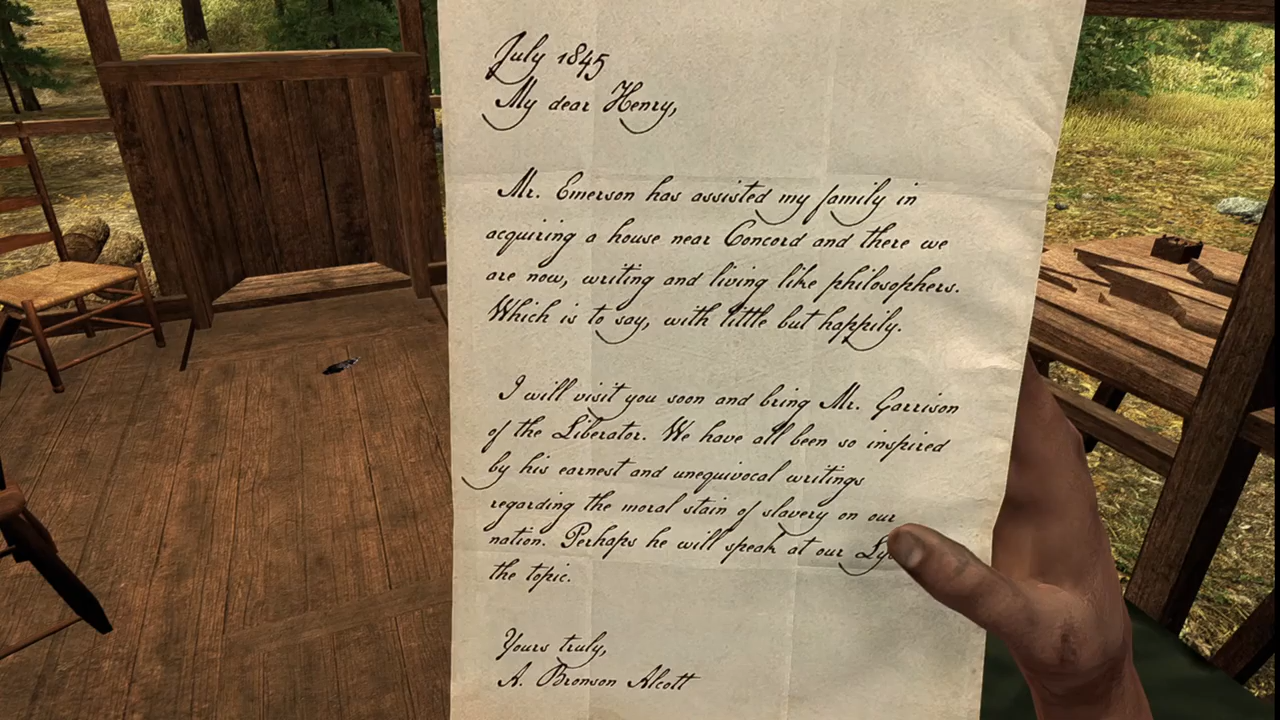 July 1845
My dear Henry,
Mr. Emerson has assisted my family in
acquiring a house near Concord and there we
are now, writing and living like philosophers.
Which is to say, with little but happily.
I will visit you soon and bring Mr. Garrison
of the Liberator. We have all been so inspired
by his earnest and unequivocal writings
regarding the moral stain of slavery on our
nation. Perhaps he will speak at our
the topic.
Yours truly,
A. Bronson Alcott